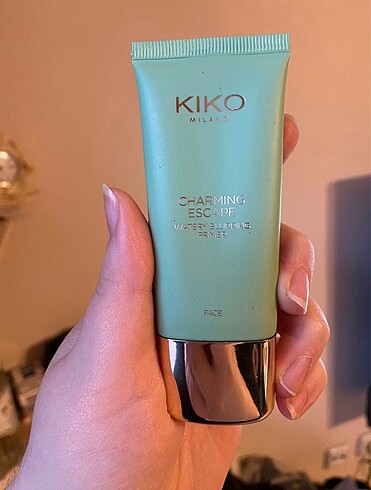 KIKO
MILANO
CHARMING
ESCAPE
WATERY BLURRING
PRIMER
FACE